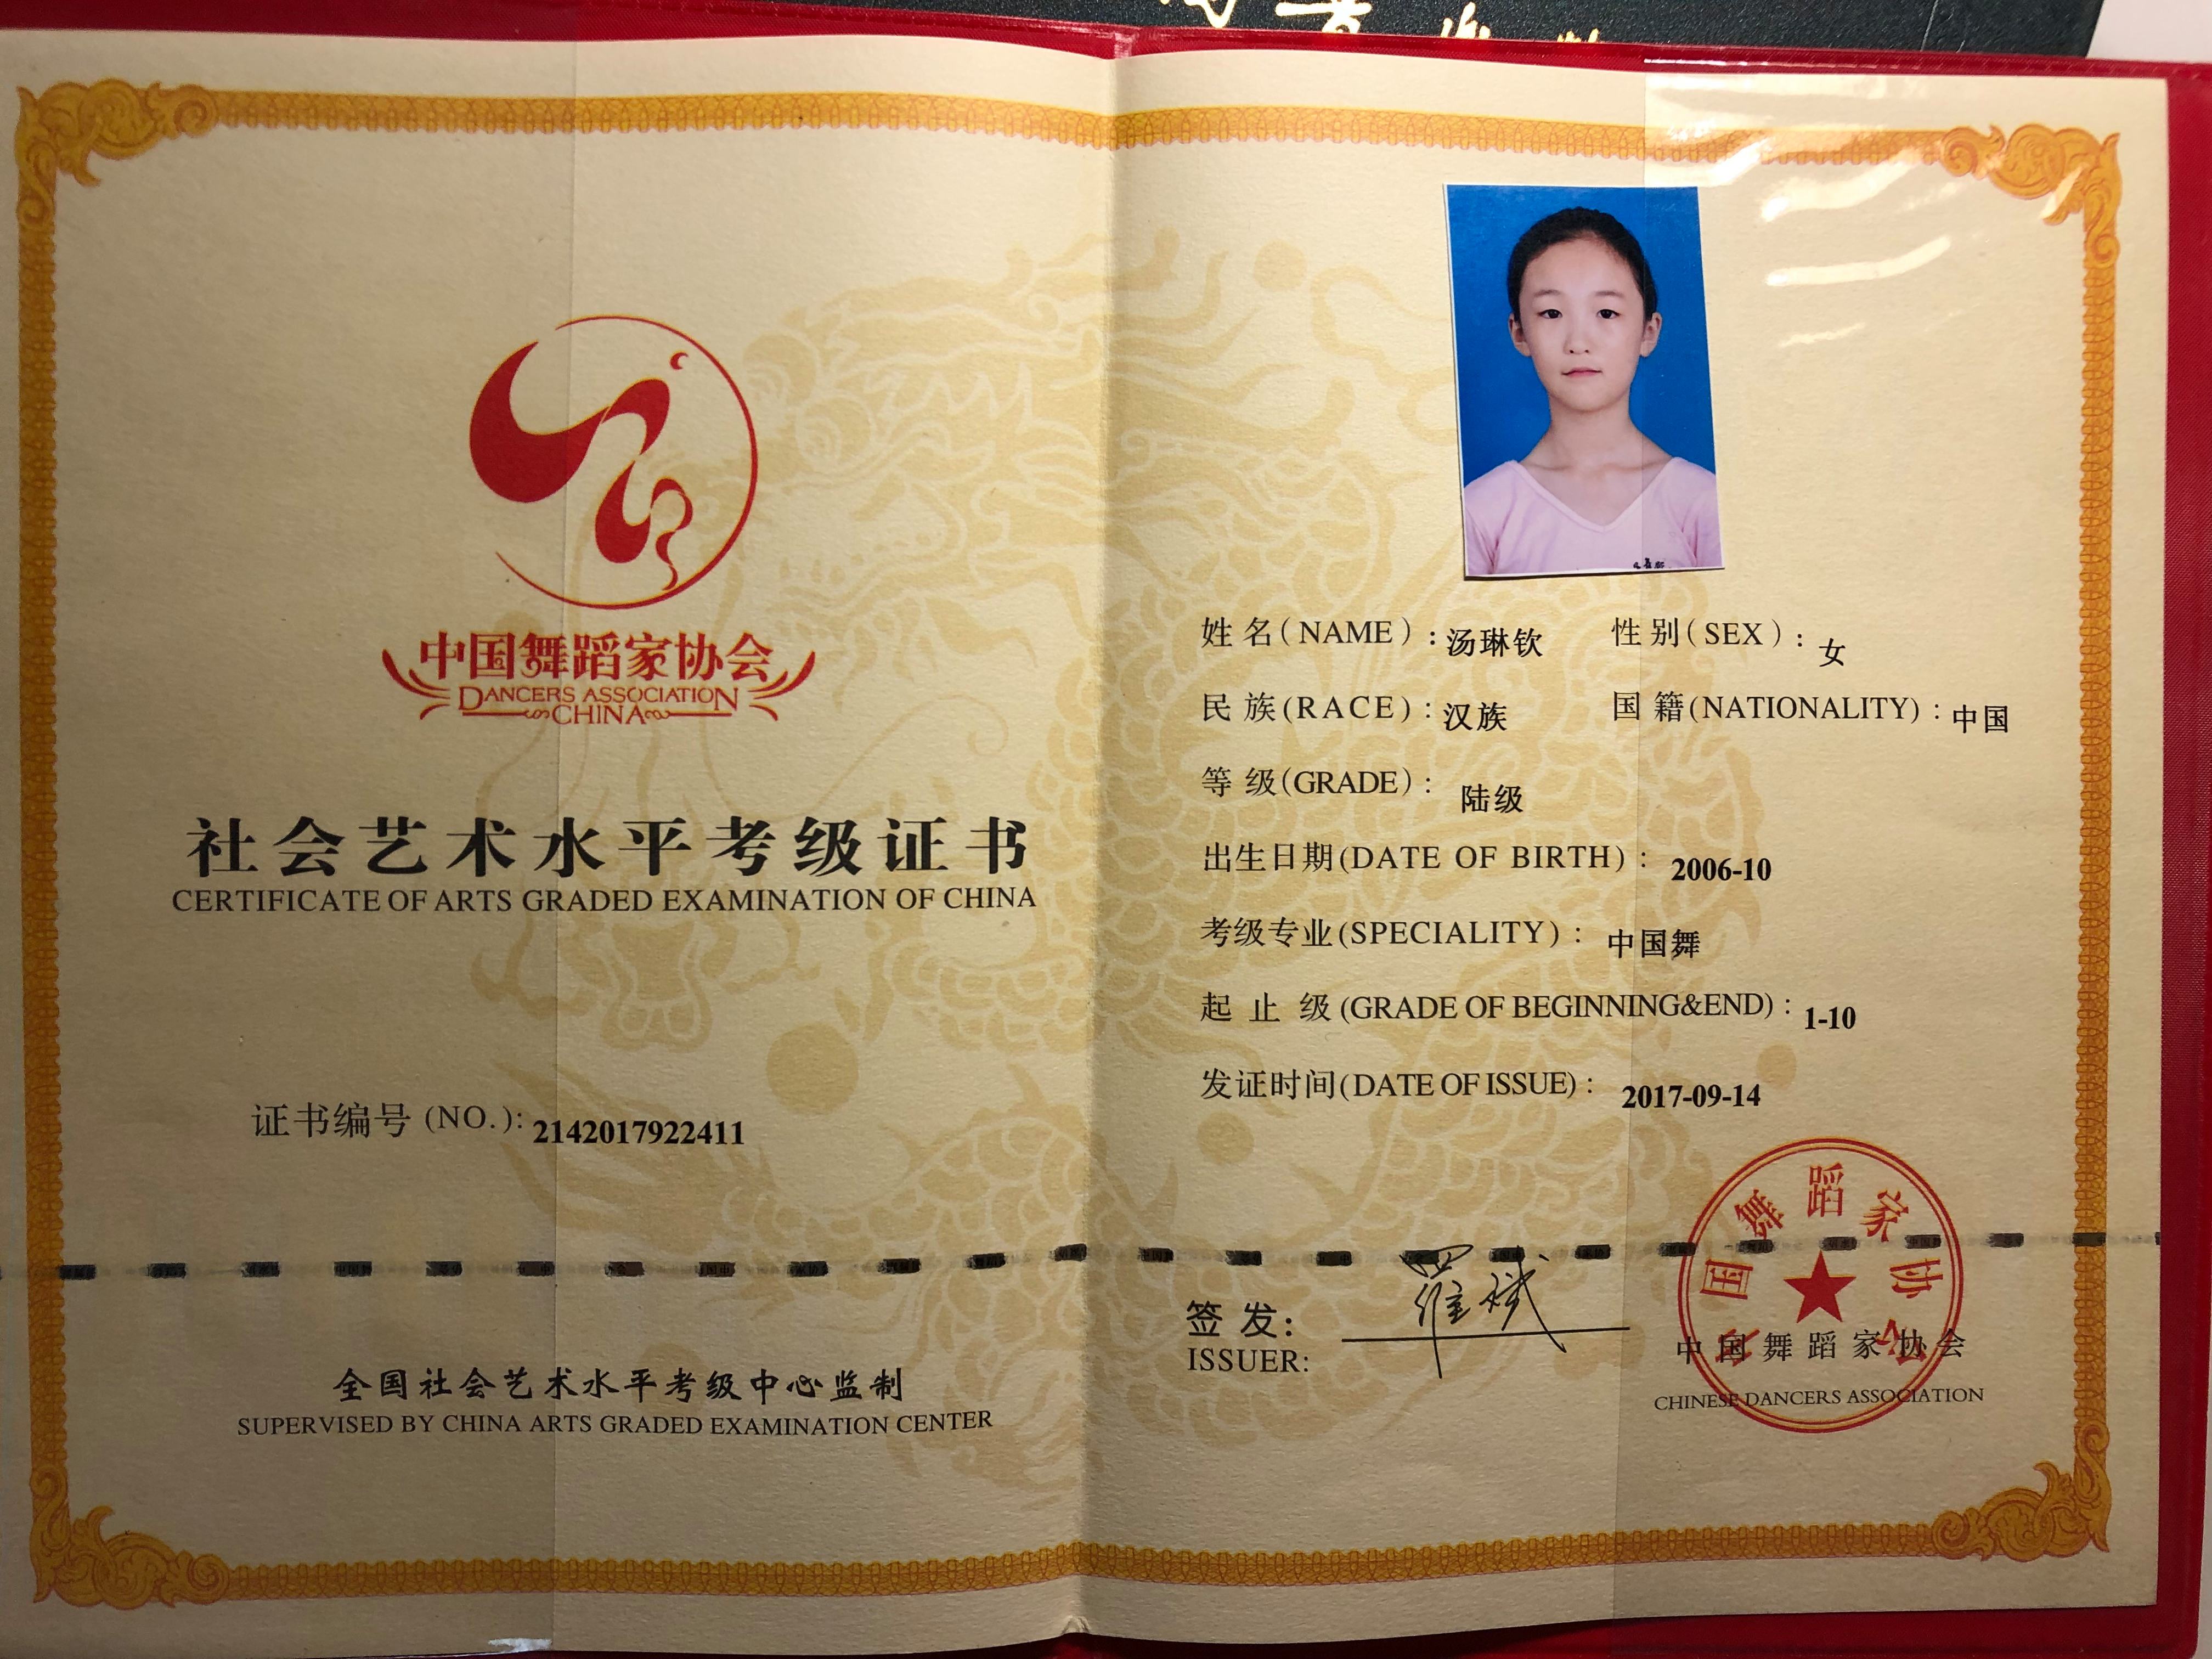 中国舞蹈家协会
DANCERS ASSOCIATION
CHINA
社会艺术水平考级证书
CERTIFICATE OF ARTS GRADED EXAMINATION OF CHINA
证书编号 (NO.): 2142017922411
全国社会艺术水平考级中心监制
SUPERVISED BY CHINA ARTS GRADED EXAMINATION CENTER
姓 名 (NAME) : 汤琳钦 性 别 (SEX) : 女
民 族 (RACE) : 汉族 国 籍 (NATIONALITY) : 中国
等 级 (GRADE) : 陆级
出生日期 (DATE OF BIRTH) : 2006-10
考级专业 (SPECIALITY) : 中国舞
起 止 级 (GRADE OF BEGINNING&END) : 1-10
发证时间 (DATE OF ISSUE) : 2017-09-14
签 发: 罗斌
ISSUER:
中国舞蹈家协会
中国舞蹈家协会
CHINESE DANCERS ASSOCIATION